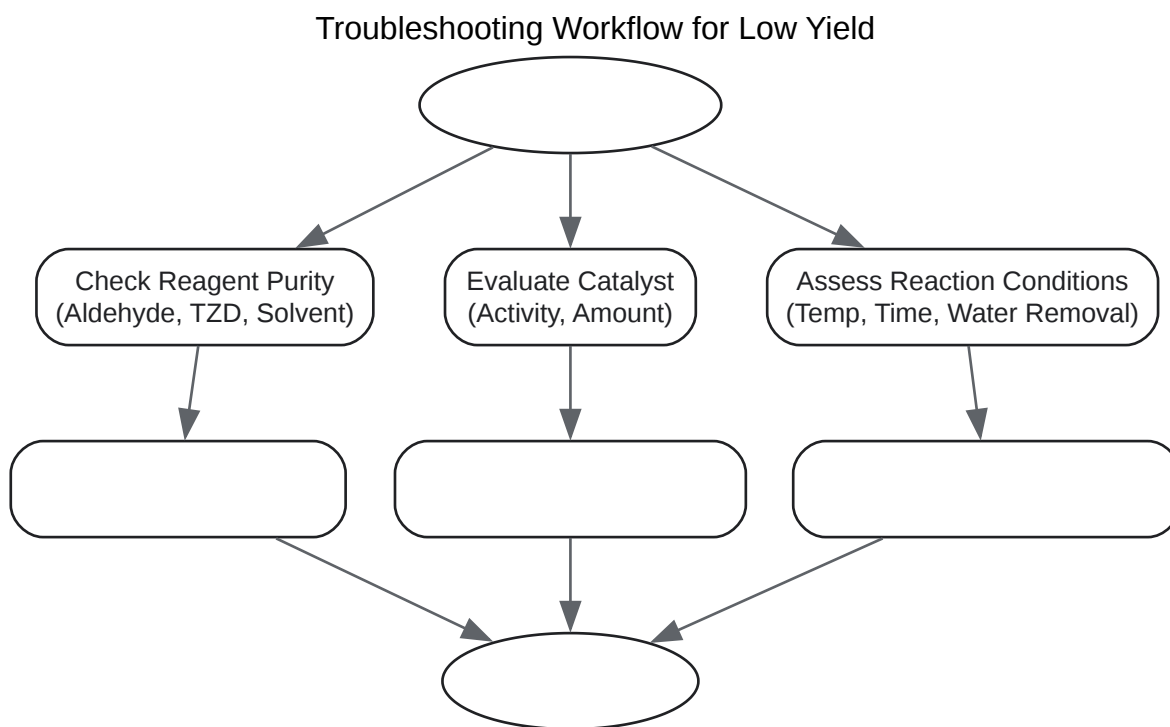 Troubleshooting Workflow for Low Yield
Check Reagent Purity
(Aldehyde, TZD, Solvent)
Evaluate Catalyst
(Activity, Amount)
Assess Reaction Conditions
(Temp, Time, Water Removal)